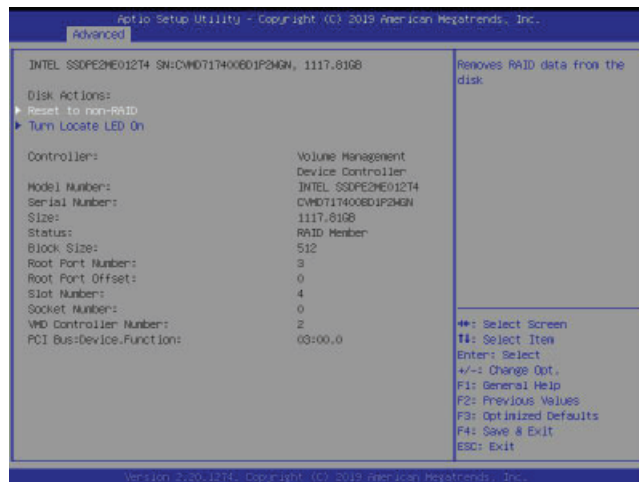 Aptio Setup Utility - Copyright (C) 2019 American Megatrends, Inc.
Advanced
INTEL SSDPE2ME012T4 SN:CVMD717400BD1P2MGN, 1117.81GB
Disk Actions:
Reset to non-RAID
Turn Locate LED On
Controller: Volume Management
Device Controller
Model Number: INTEL SSDPE2ME012T4
Serial Number: CVMD717400BD1P2MGN
Size: 1117.81GB
Status: RAID Member
Block Size: 512
Root Port Number: 3
Root Port Offset: 0
Slot Number: 4
Socket Number: 0
VMD Controller Number: 2
PCI Bus:Device.Function: 03:00.0
Removes RAID data from the
disk
→←: Select Screen
↑↓: Select Item
Enter: Select
+/-: Change Opt.
F1: General Help
F2: Previous Values
F3: Optimized Defaults
F4: Save & Exit
ESC: Exit
Version 2.20.1274. Copyright (C) 2019 American Megatrends, Inc.